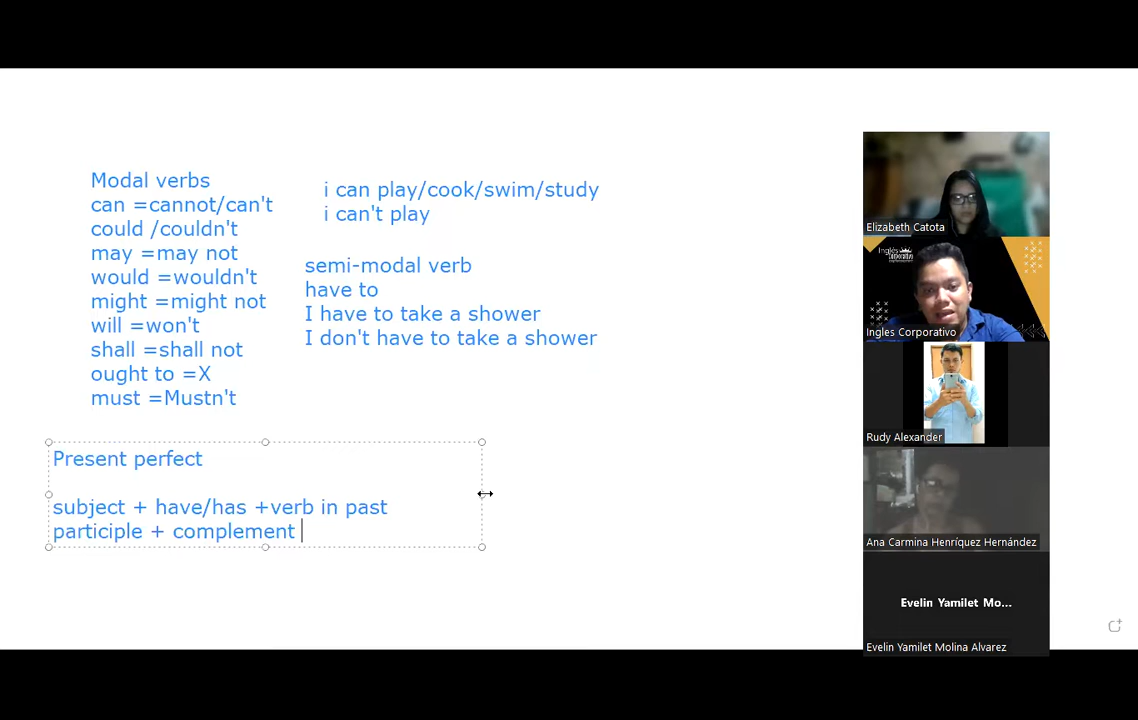 Modal verbs
can =cannot/can't
could /couldn't
may =may not
would =wouldn't
might =might not
will =won't
shall =shall not
ought to =X
must =Mustn't
i can play/cook/swim/study
i can't play
semi-modal verb
have to
I have to take a shower
I don't have to take a shower
Present perfect
subject + have/has +verb in past
participle + complement
Elizabeth Catota
Inglés
Corporativo
Ingles Corporativo
Rudy Alexander
Ana Carmina Henríquez Hernández
Evelin Yamilet Mo...
Evelin Yamilet Molina Alvarez